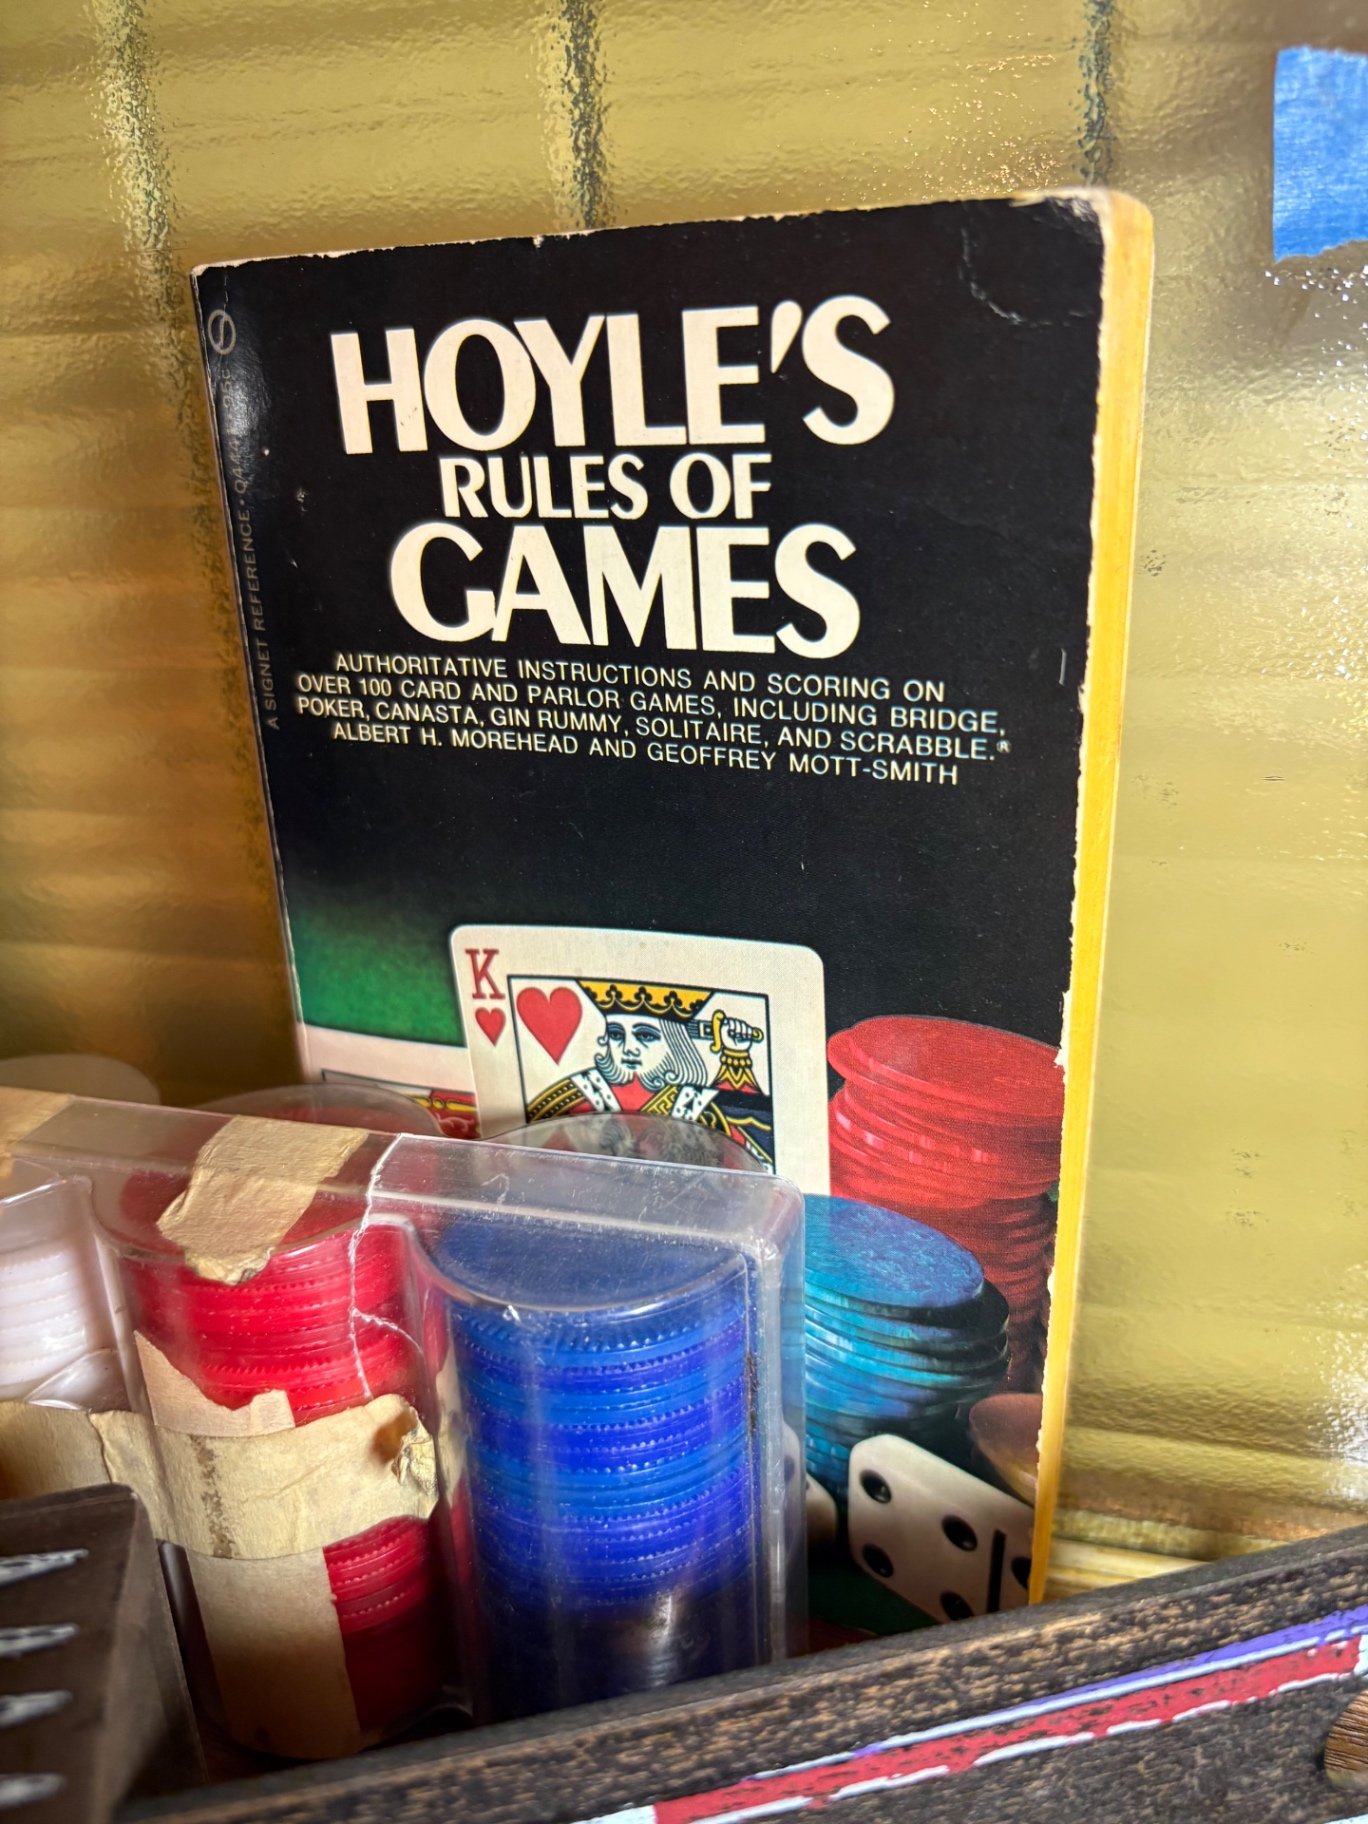 HOYLE'S
RULES OF
GAMES
AUTHORITATIVE INSTRUCTIONS AND SCORING ON
OVER 100 CARD AND PARLOR GAMES, INCLUDING BRIDGE,
POKER, CANASTA, GIN RUMMY, SOLITAIRE, AND SCRABBLE.®
ALBERT H. MOREHEAD AND GEOFFREY MOTT-SMITH
A SIGNET REFERENCE •
K